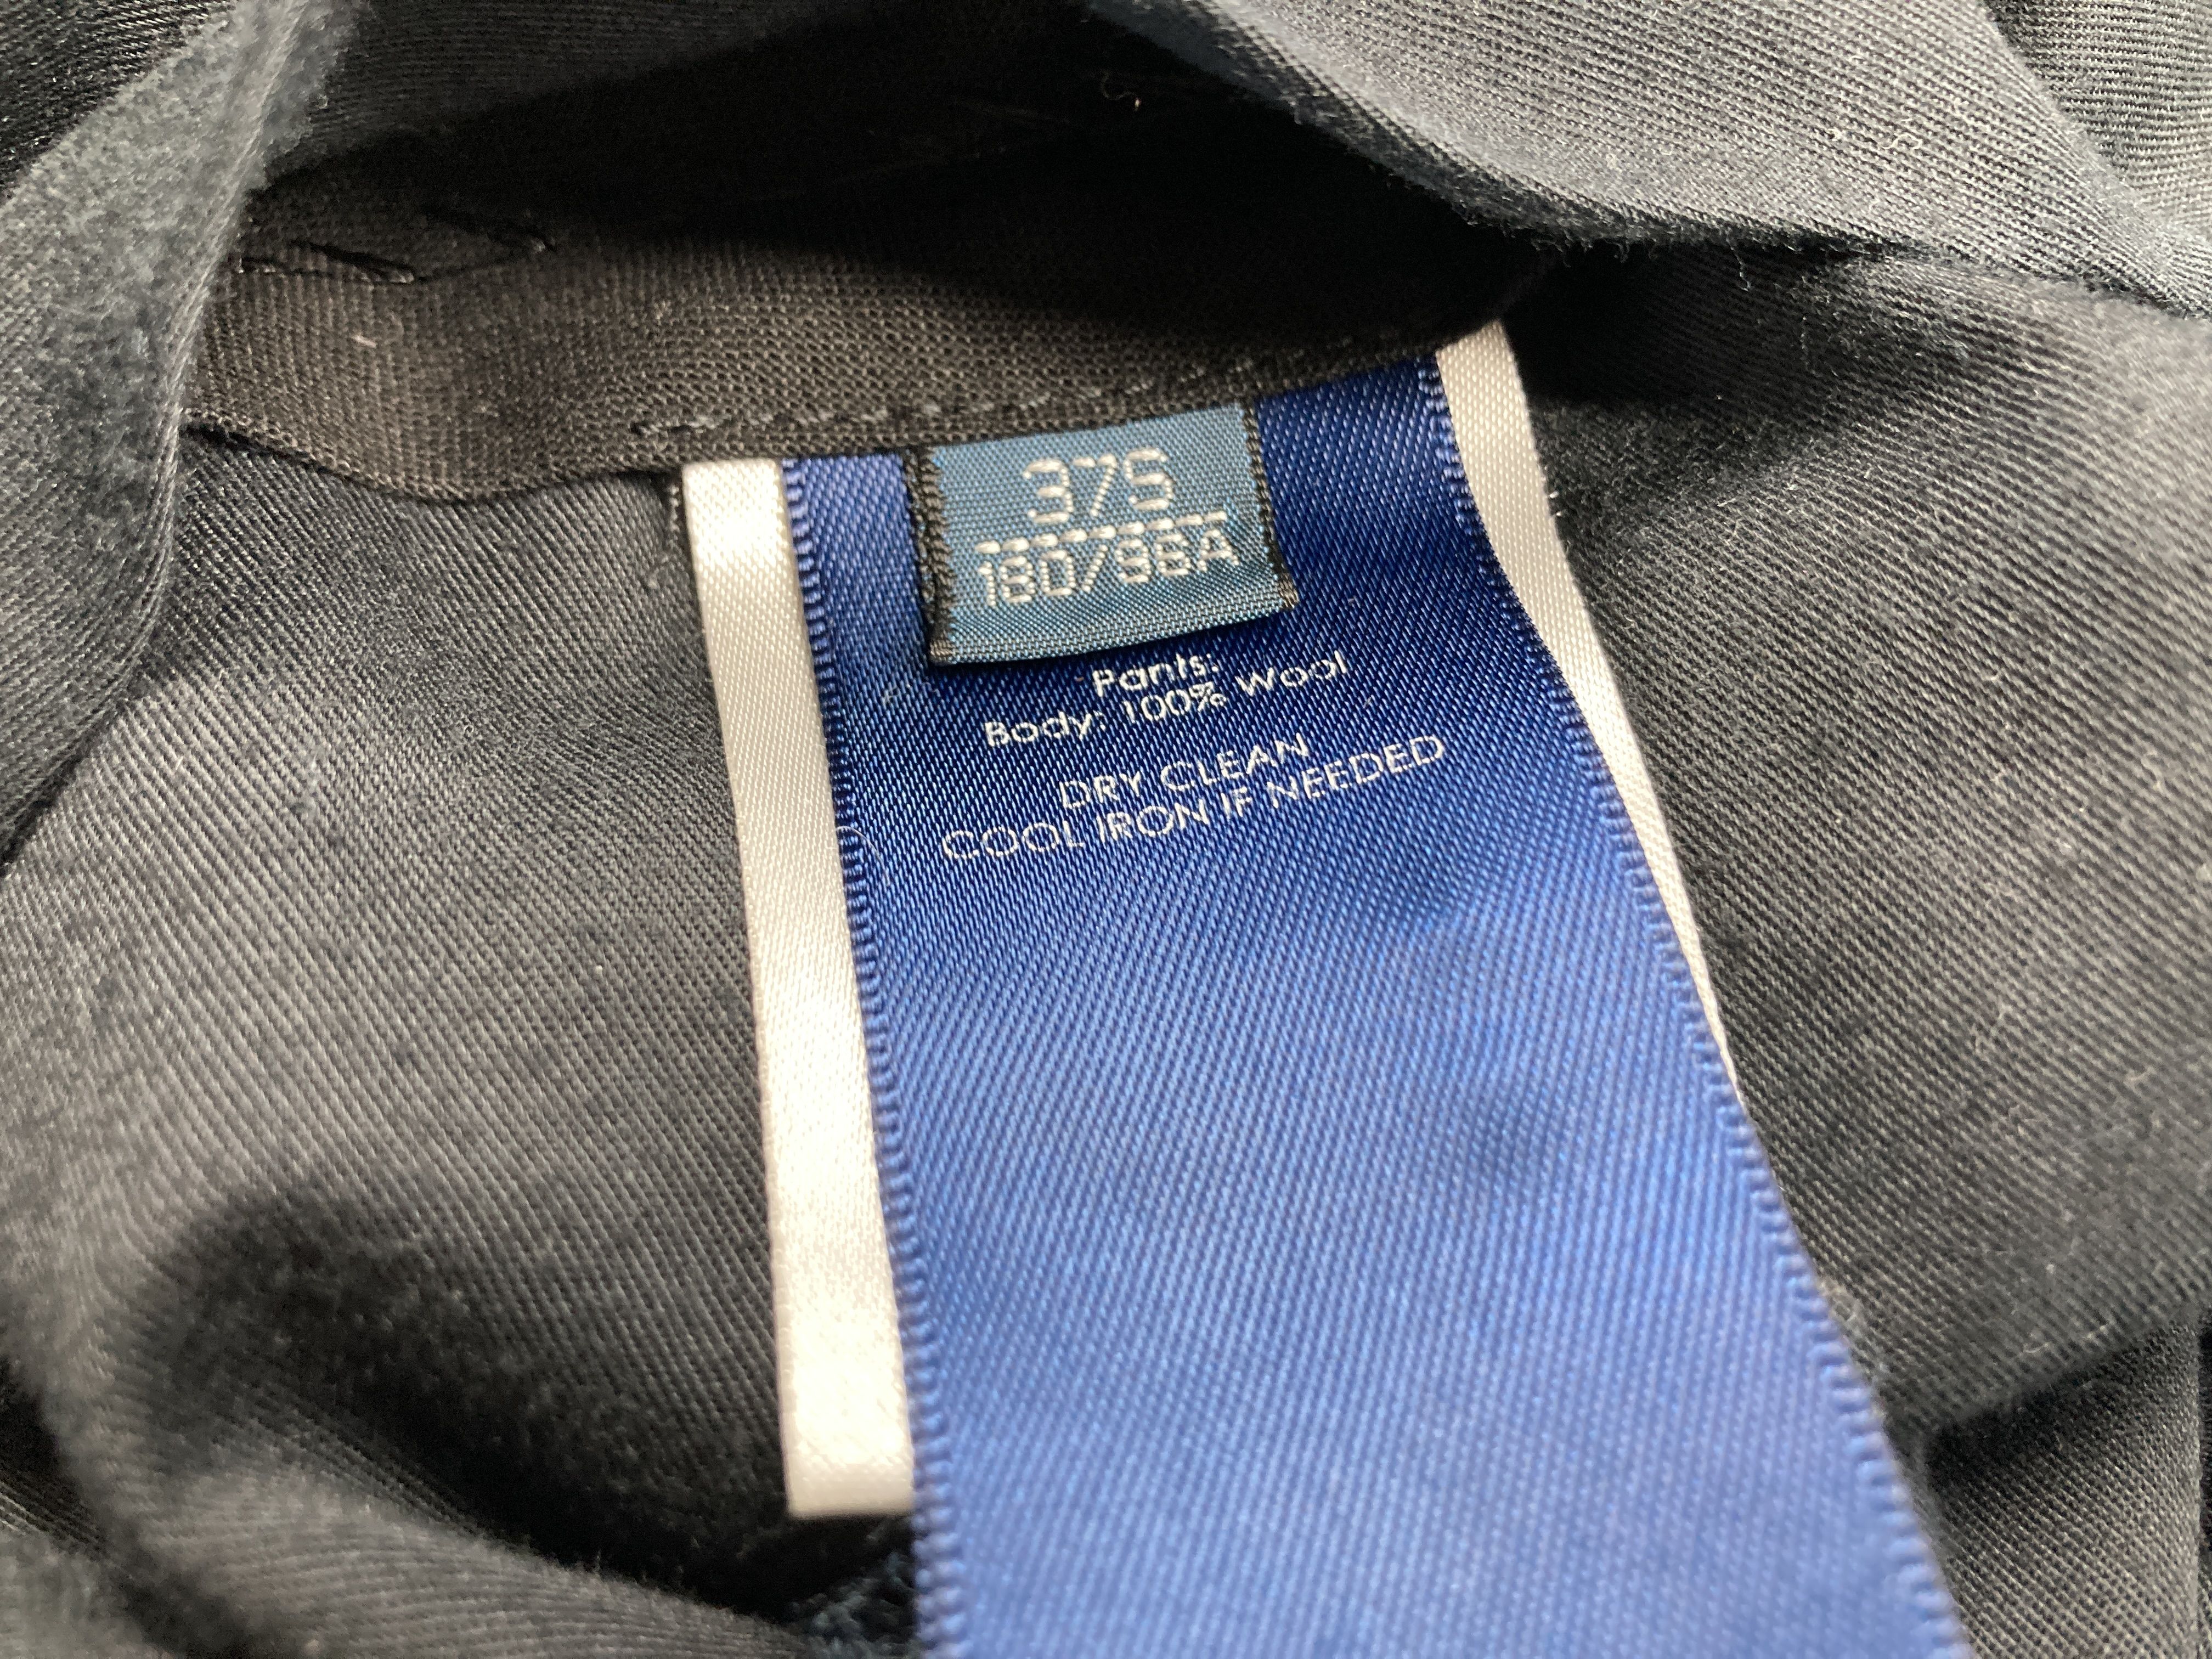 37S
180/96A
Pants:
Body: 100% Wool
DRY CLEAN
COOL IRON IF NEEDED